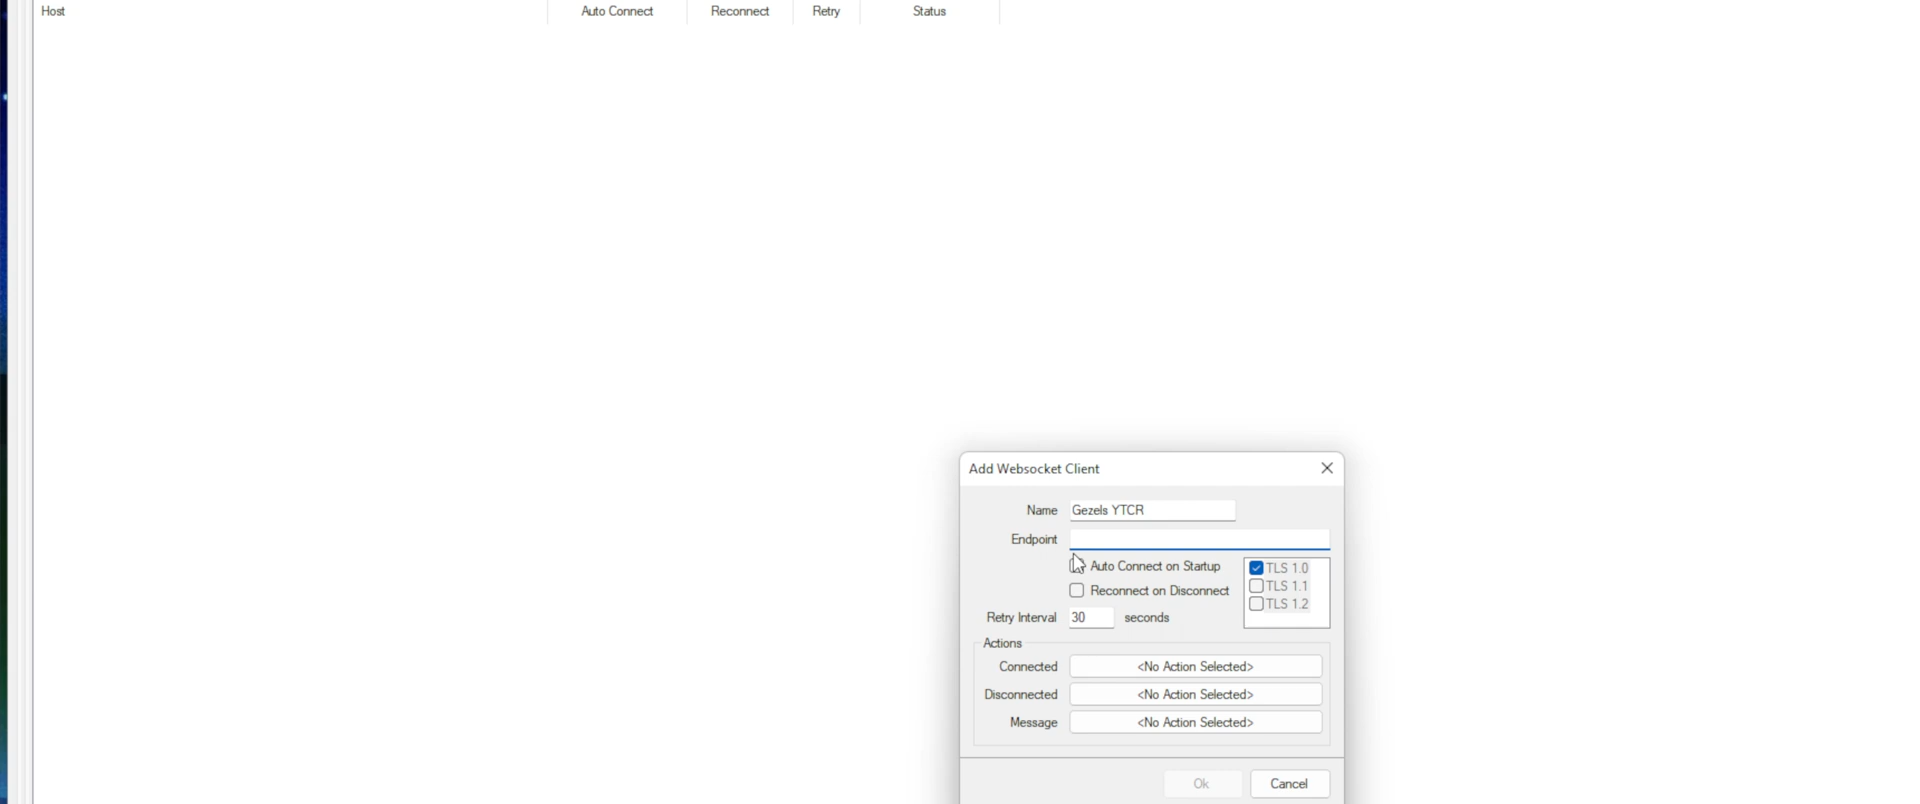 Host Auto Connect Reconnect Retry Status
Add Websocket Client
Name Gezels YTCR
Endpoint
Auto Connect on Startup TLS 1.0
TLS 1.1
Reconnect on Disconnect
TLS 1.2
Retry Interval 30 seconds
Actions
Connected <No Action Selected>
Disconnected <No Action Selected>
Message <No Action Selected>
Ok Cancel